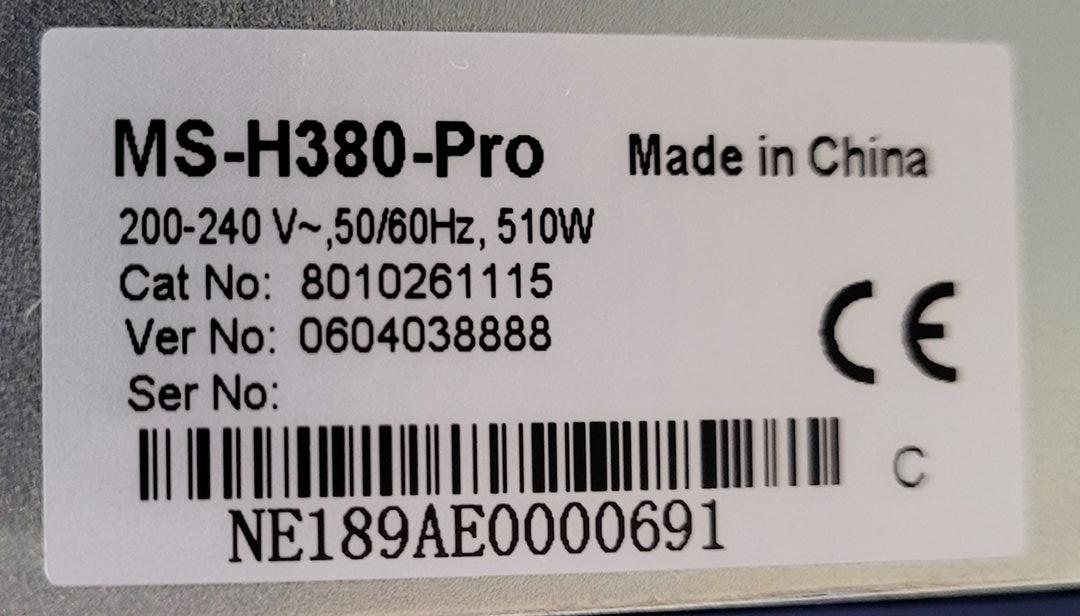 MS-H380-Pro Made in China
200-240 V~,50/60Hz, 510W
Cat No: 8010261115
Ver No: 0604038888
Ser No:
CE
C
NE189AE0000691